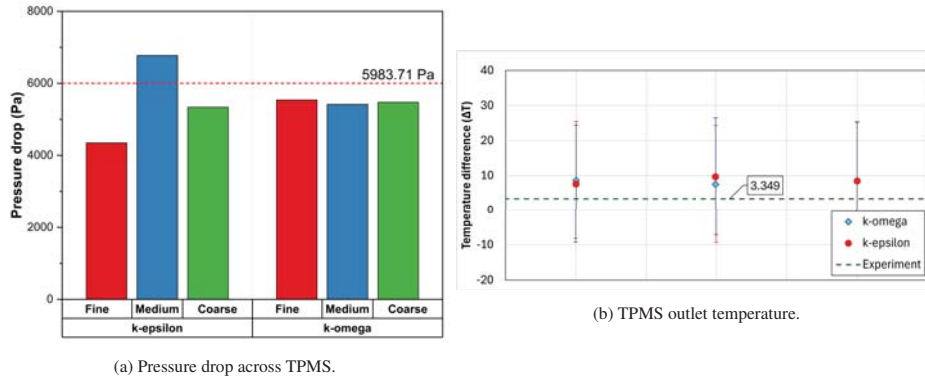 8000
6000
4000
2000
0
Pressure drop (Pa)
5983.71 Pa
Fine Medium Coarse Fine Medium Coarse
k-epsilon k-omega
(a) Pressure drop across TPMS.
40
30
20
10
0
-10
-20
Temperature difference (ΔT)
3.349
k-omega
k-epsilon
Experiment
(b) TPMS outlet temperature.